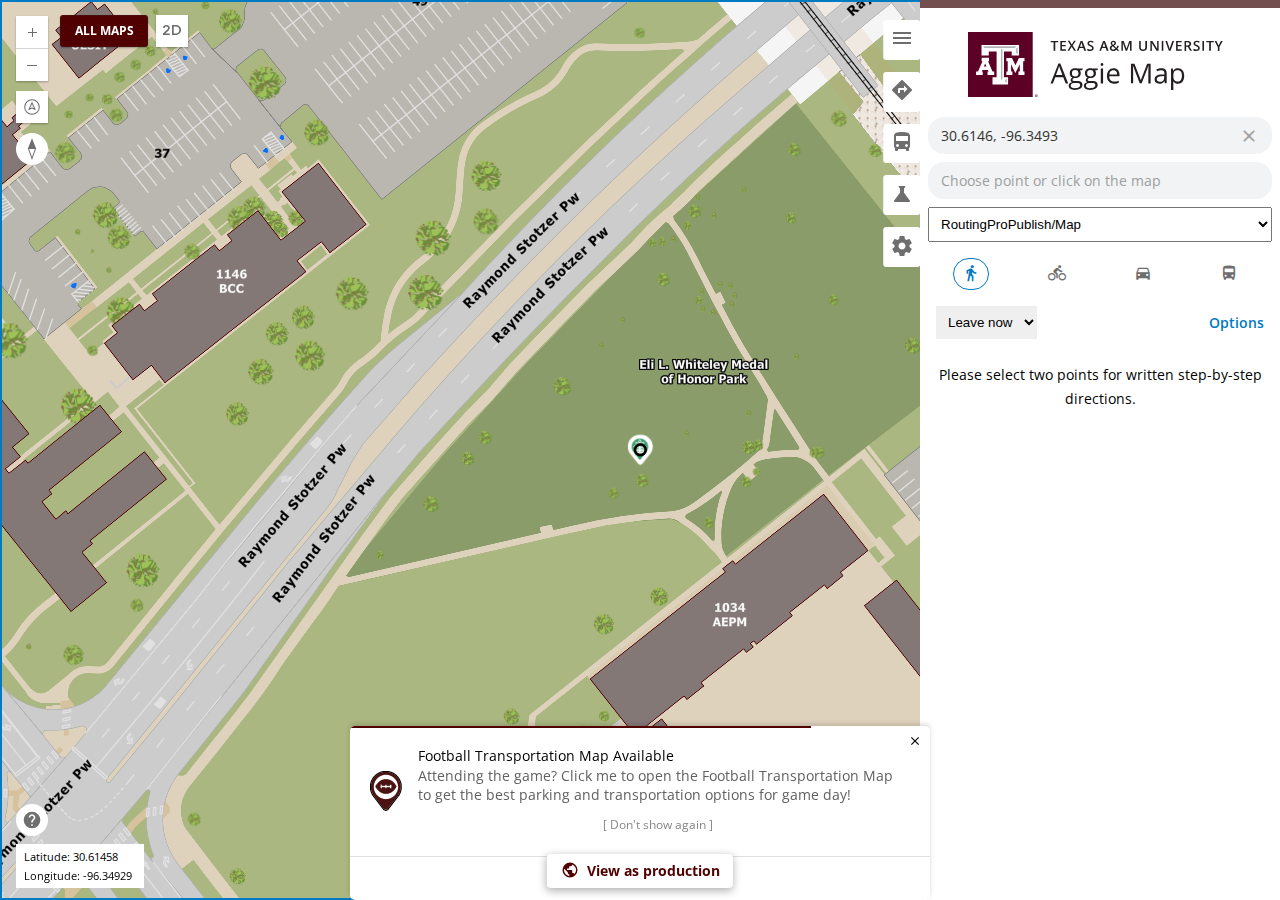 ALL MAPS
2D
37
1146
BCC
Raymond Stotzer Pw
Raymond Stotzer Pw
Eli L. Whiteley Medal
of Honor Park
Raymond Stotzer Pw
Raymond Stotzer Pw
1034
AEPM
Latitude: 30.61458
Longitude: -96.34929
TEXAS A&M UNIVERSITY
Aggie Map
30.6146, -96.3493
Choose point or click on the map
RoutingProPublish/Map
Leave now
Options
Please select two points for written step-by-step
directions.
Football Transportation Map Available
Attending the game? Click me to open the Football Transportation Map
to get the best parking and transportation options for game day!
[ Don't show again ]
View as production